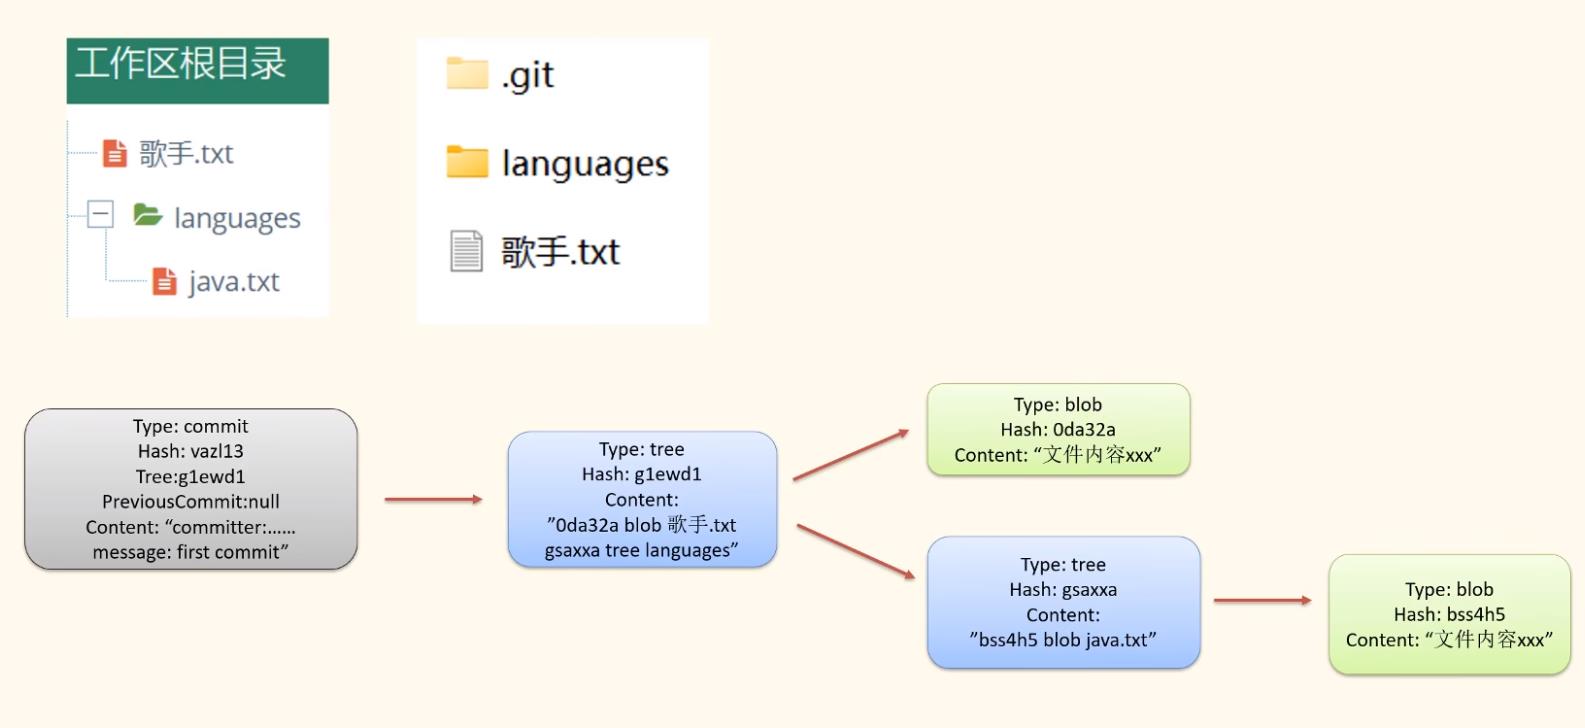 工作区根目录
歌手.txt
languages
java.txt
.git
languages
歌手.txt
Type: commit
Hash: vazl13
Tree:g1ewd1
PreviousCommit:null
Content: “committer:......
message: first commit”
Type: tree
Hash: g1ewd1
Content:
”0da32a blob 歌手.txt
gsaxxa tree languages”
Type: blob
Hash: 0da32a
Content: “文件内容xxx”
Type: tree
Hash: gsaxxa
Content:
”bss4h5 blob java.txt”
Type: blob
Hash: bss4h5
Content: “文件内容xxx”